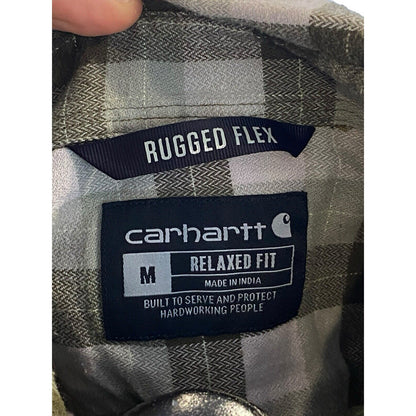 RUGGED FLEX
carhartt
M
RELAXED FIT
MADE IN INDIA
BUILT TO SERVE AND PROTECT
HARDWORKING PEOPLE